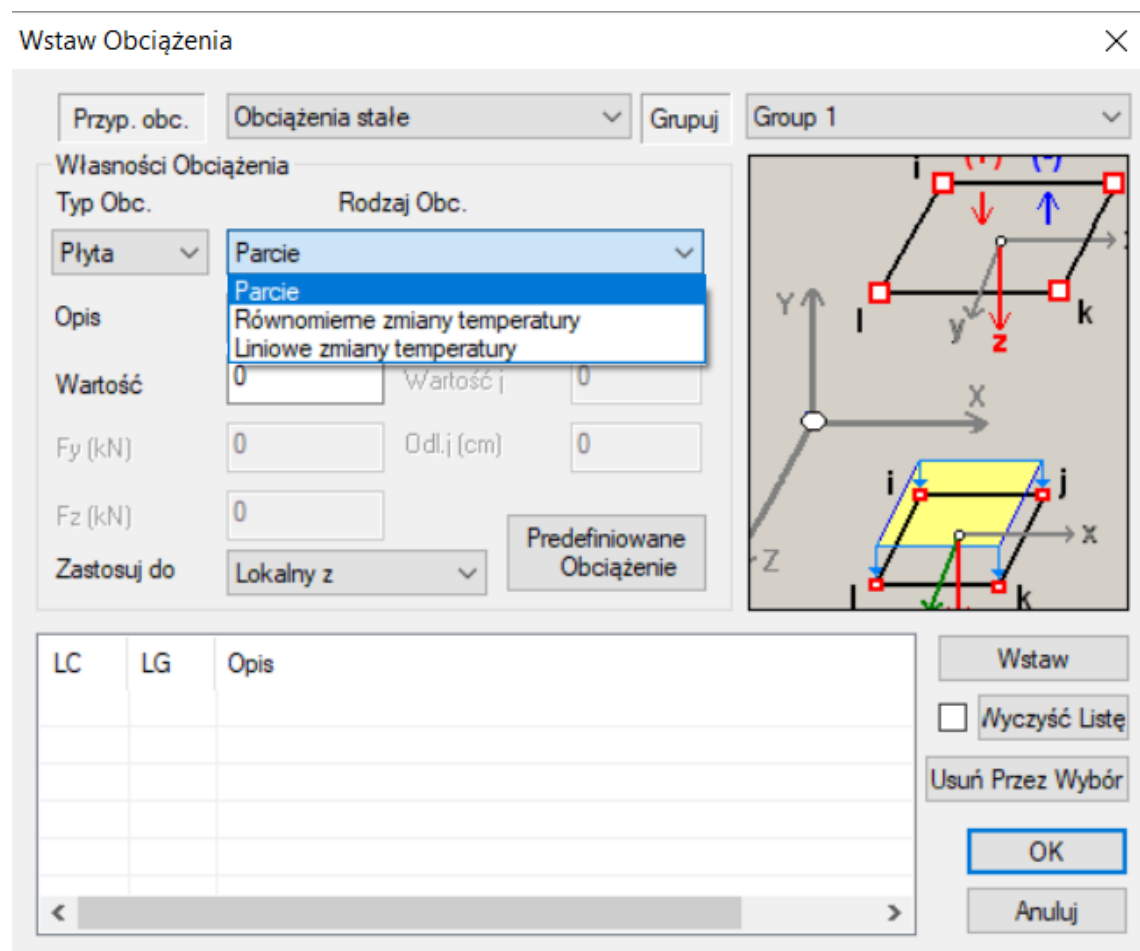 Wstaw Obciążenia
Przyp. obc. Obciążenia stałe Grupuj Group 1
Własności Obciążenia
Typ Obc. Rodzaj Obc.
Płyta Parcie
Parcie
Opis Równomierne zmiany temperatury
Liniowe zmiany temperatury
Wartość 0 Wartość j 0
Fy (kN) 0 Odl.j (cm) 0
Fz (kN) 0
Zastosuj do Lokalny z Predefiniowane
Obciążenie
i
l k
y z
Y
X
Z
i j
x
l k
LC LG Opis
Wstaw
Wyczyść Listę
Usuń Przez Wybór
OK
Anuluj